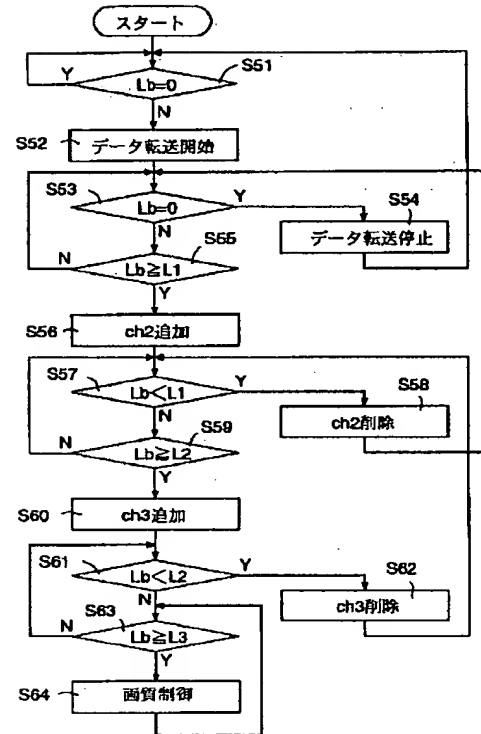 スタート
S51
Y
Lb=0
N
S52
データ転送開始
S53
Lb=0
Y
S54
データ転送停止
N
S55
N
Lb≧L1
Y
S56
ch2追加
S57
Lb<L1
Y
S58
ch2削除
N
S59
N
Lb≧L2
Y
S60
ch3追加
S61
Lb<L2
Y
S62
ch3削除
N
S63
N
Lb≧L3
Y
S64
画質制御